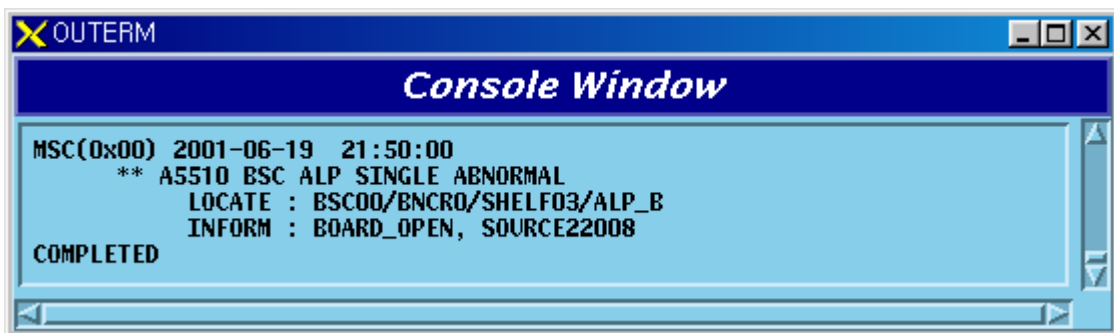 OUTERM
Console Window
MSC(0x00) 2001-06-19 21:50:00
** A5510 BSC ALP SINGLE ABNORMAL
LOCATE : BSC00/BNCR0/SHELF03/ALP_B
INFORM : BOARD_OPEN, SOURCE22008
COMPLETED